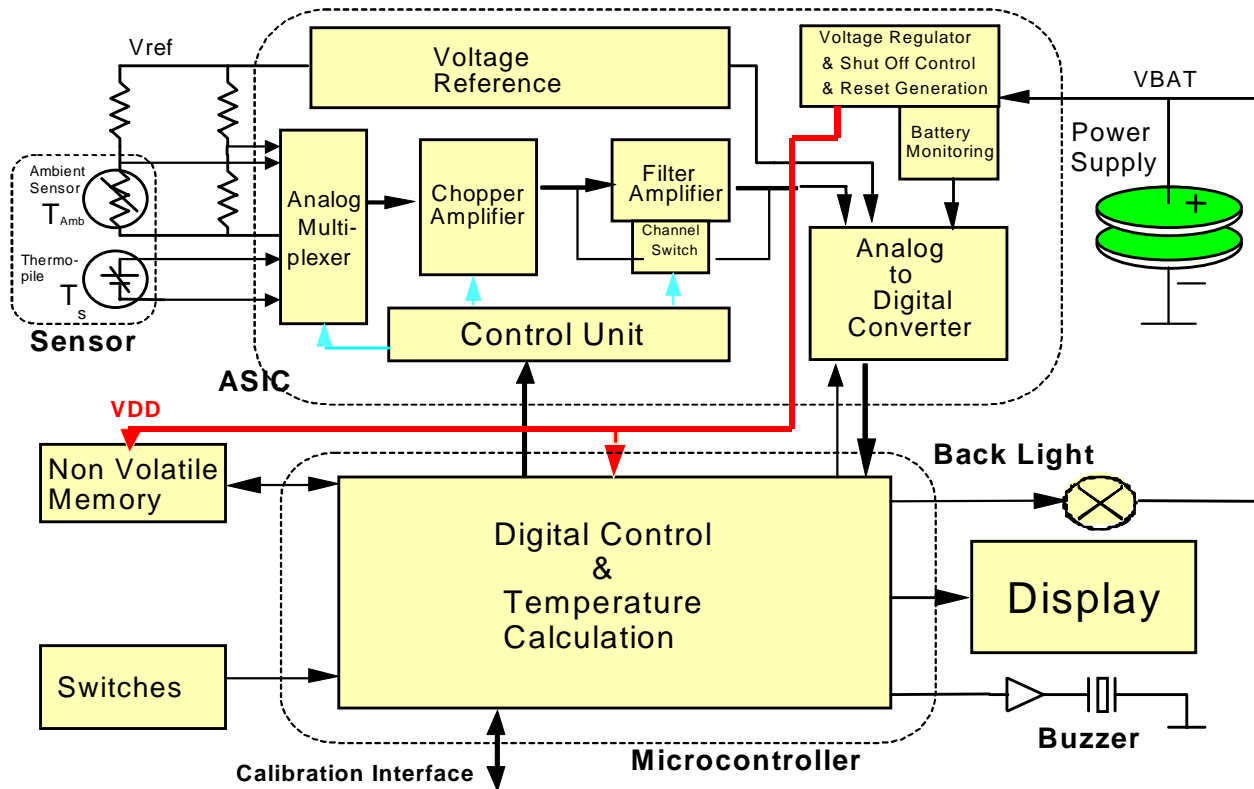 Vref
Voltage
Reference
Voltage Regulator
& Shut Off Control
& Reset Generation
VBAT
Battery
Monitoring
Power
Supply
+
−
Ambient
Sensor
T Amb
Thermo-
pile
T s
Sensor
Analog
Multi-
plexer
Chopper
Amplifier
Filter
Amplifier
Channel
Switch
Analog
to
Digital
Converter
Control Unit
ASIC
VDD
Non Volatile
Memory
Back Light
Digital Control
&
Temperature
Calculation
Display
Switches
Buzzer
Microcontroller
Calibration Interface